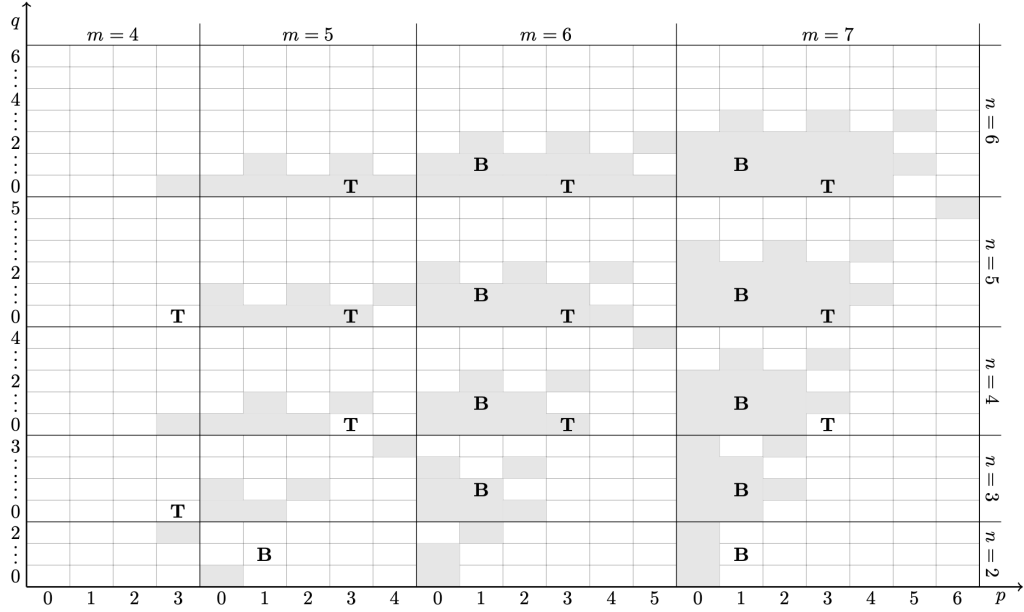 q
m = 4 m = 5 m = 6 m = 7
6
⋮
4
⋮
2
⋮ B B
0 T T T
n = 6
5
⋮
2
⋮ B B
0 T T T T
n = 5
4
⋮
2
⋮ B B
0 T T T
n = 4
3
⋮ B B
0 T
n = 3
2
⋮ B B
0
n = 2
0 1 2 3 0 1 2 3 4 0 1 2 3 4 5 0 1 2 3 4 5 6 p